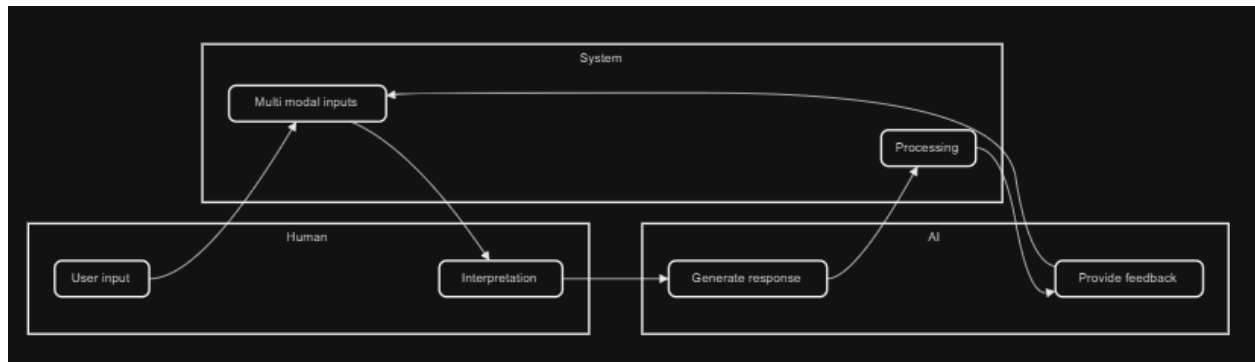 System
Multi modal inputs
Processing
Human
AI
User input
Interpretation
Generate response
Provide feedback